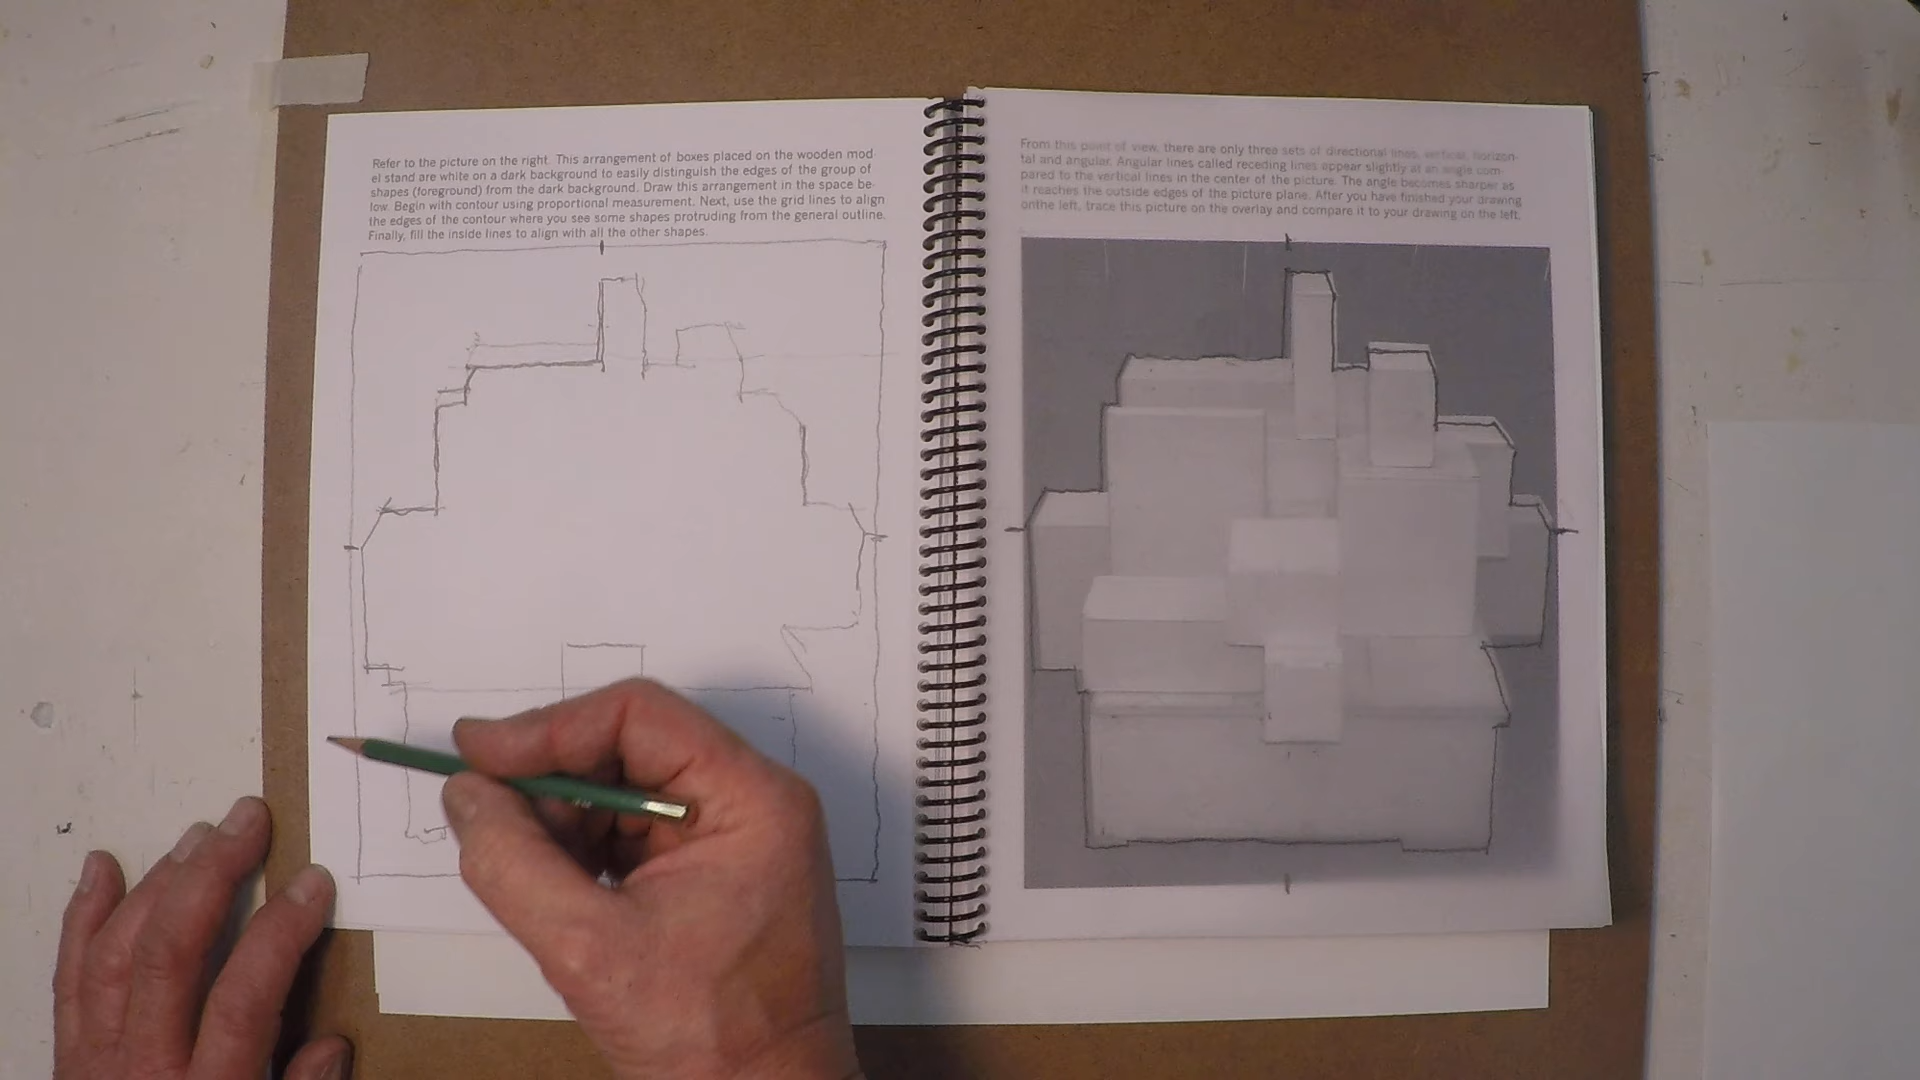 Refer to the picture on the right. This arrangement of boxes placed on the wooden mod
el stand are white on a dark background to easily distinguish the edges of the group of
shapes (foreground) from the dark background. Draw this arrangement in the space be-
low. Begin with contour using proportional measurement. Next, use the grid lines to align
the edges of the contour where you see some shapes protruding from the general outline.
Finally, fill the inside lines to align with all the other shapes.
From this point of view, there are only three sets of directional lines, vertical, horizon-
tal and angular. Angular lines called receding lines appear slightly at an angle com-
pared to the vertical lines in the center of the picture. The angle becomes sharper as
it reaches the outside edges of the picture plane. After you have finished your drawing
onthe left, trace this picture on the overlay and compare it to your drawing on the left.